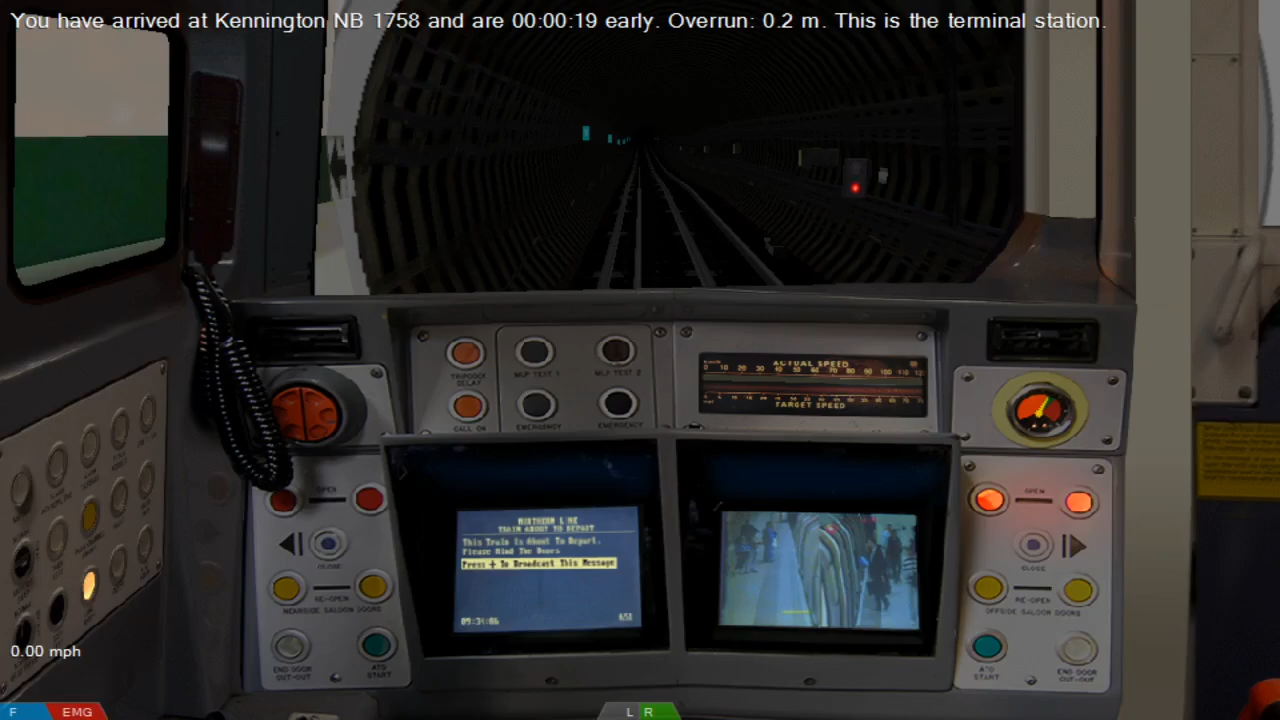 You have arrived at Kennington NB 1758 and are 00:00:19 early. Overrun: 0.2 m. This is the terminal station.
ACTUAL SPEED
0 10 20 30 40 50 60 70 80 90 100 110
TARGET SPEED
TRIPCOCK DELAY
MLP TEST 1
MLP TEST 2
CALL ON
EMERGENCY
EMERGENCY
OPEN
CLOSE
RE-OPEN
NEARSIDE SALOON DOORS
END DOOR CUT-OUT
ATO START
NORTHERN LINE
TRAIN ABOUT TO DEPART
This Train Is About To Depart.
Please Mind The Doors
Press + To Broadcast This Message
09:34:06
651
OPEN
CLOSE
RE-OPEN
OFFSIDE SALOON DOORS
ATO START
END DOOR CUT-OUT
0.00 mph
F EMG
L R